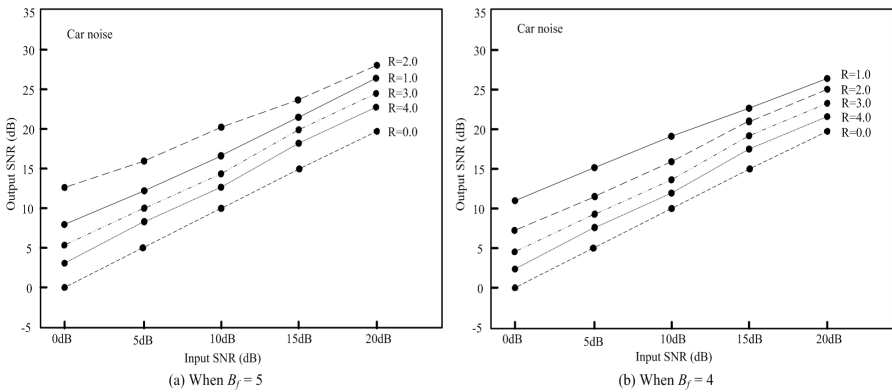 35
30
25
20
15
10
5
0
-5
Output SNR (dB)
Car noise
R=2.0
R=1.0
R=3.0
R=4.0
R=0.0
0dB 5dB 10dB 15dB 20dB
Input SNR (dB)
(a) When B_f = 5
35
30
25
20
15
10
5
0
-5
Output SNR (dB)
Car noise
R=1.0
R=2.0
R=3.0
R=4.0
R=0.0
0dB 5dB 10dB 15dB 20dB
Input SNR (dB)
(b) When B_f = 4